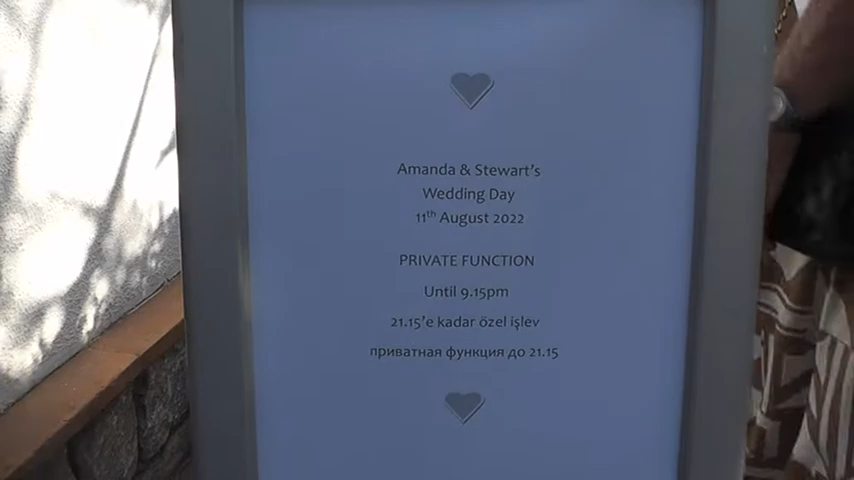 Amanda & Stewart's
Wedding Day
11th August 2022
PRIVATE FUNCTION
Until 9.15pm
21.15'e kadar özel işlev
приватная функция до 21.15